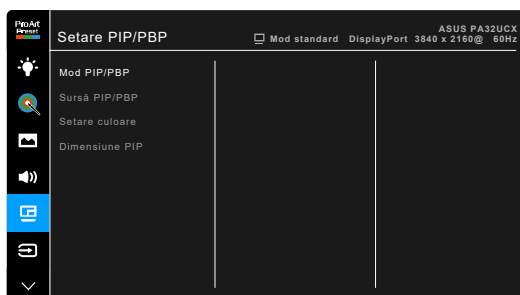 ProArt
Preset
Setare PIP/PBP
ASUS PA32UCX
Mod standard DisplayPort 3840 x 2160@ 60Hz
Mod PIP/PBP
Sursă PIP/PBP
Setare culoare
Dimensiune PIP